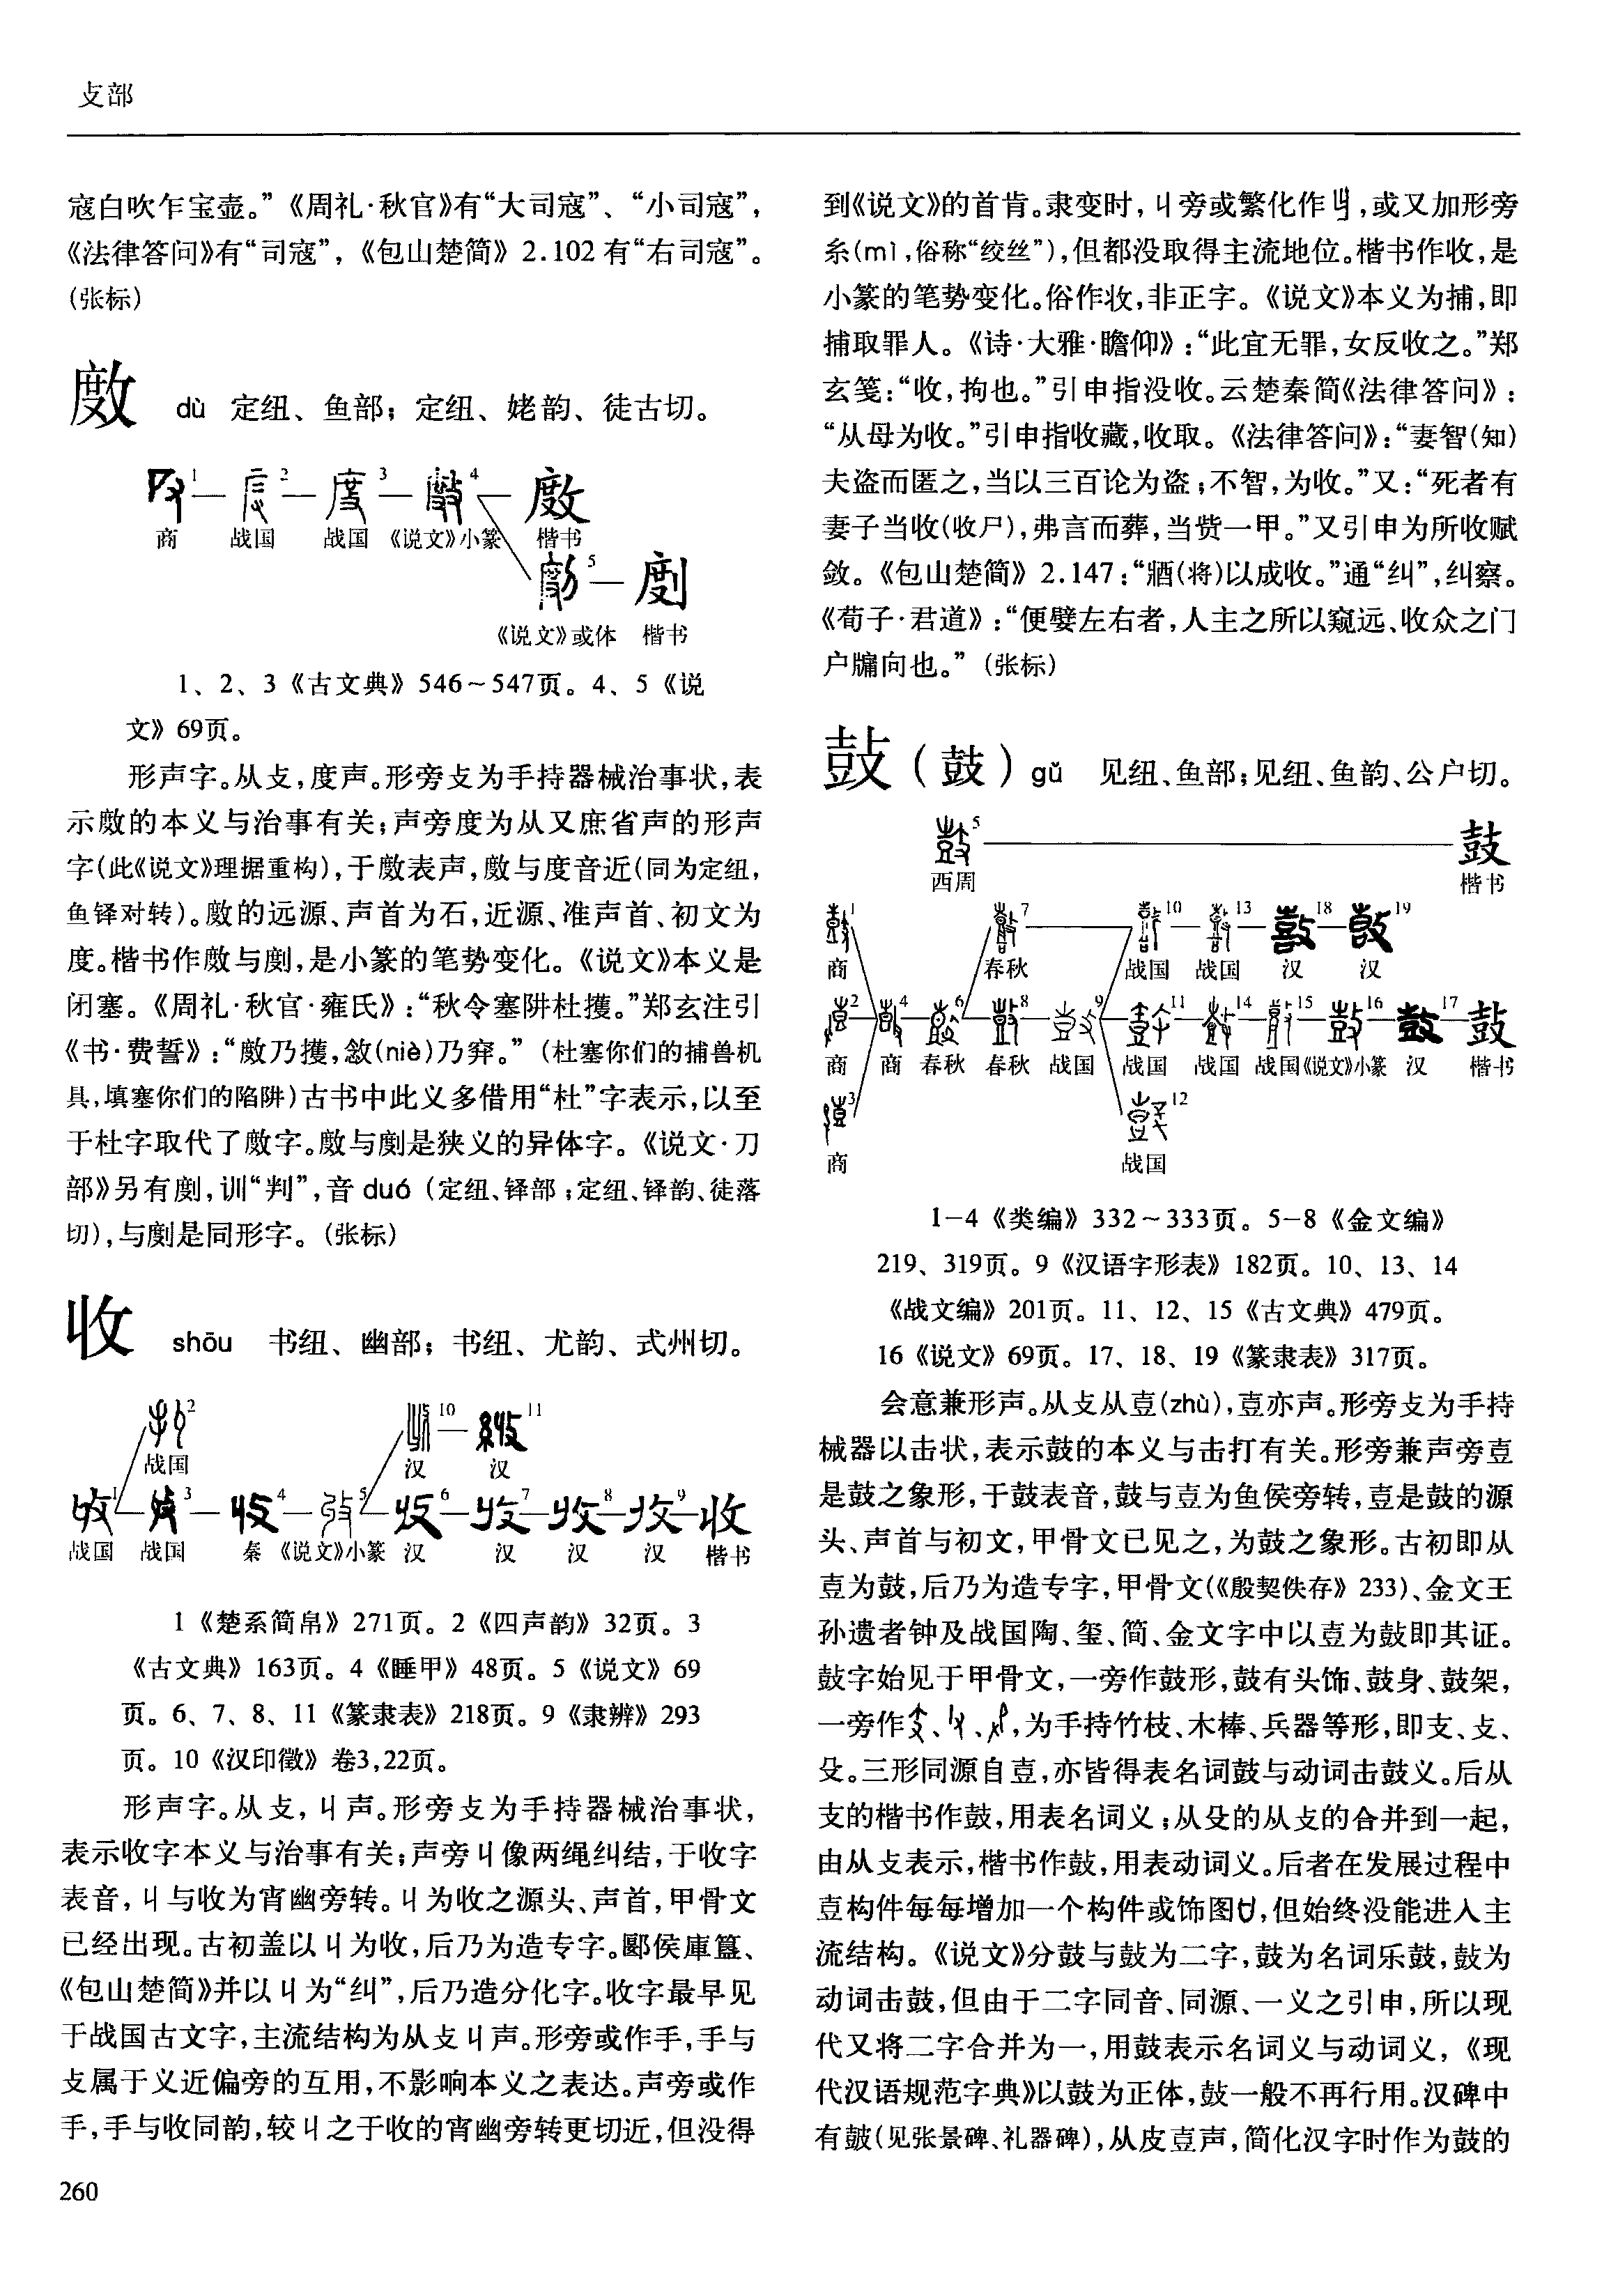 攴部
寇白吹乍宝壶。”《周礼·秋官》有“大司寇”、“小司寇”，
《法律答问》有“司寇”，《包山楚简》2.102有“右司寇”。
（张标）
敷 dù 定纽、鱼部；定纽、姥韵、徒古切。
1 2 3 4
商 战国 战国 《说文》小篆 楷书
5
《说文》或体 楷书
1、2、3《古文典》546～547页。4、5《说
文》69页。
形声字。从攴，度声。形旁攴为手持器械治事状，表
示𢾅的本义与治事有关；声旁度为从又庶省声的形声
字（此《说文》理据重构），于𢾅表声，𢾅与度音近（同为定纽，
鱼铎对转）。𢾅的远源、声首为石，近源、准声首、初文为
度。楷书作𢾅与剫，是小篆的笔势变化。《说文》本义是
闭塞。《周礼·秋官·雍氏》：“秋令塞阱杜擭。”郑玄注引
《书·费誓》：“𢾅乃擭，敜(niè)乃穽。”（杜塞你们的捕兽机
具，填塞你们的陷阱）古书中此义多借用“杜”字表示，以至
于杜字取代了𢾅字。𢾅与剫是狭义的异体字。《说文·刀
部》另有剫，训“判”，音duó（定纽、铎部；定纽、铎韵、徒落
切），与剫是同形字。（张标）
收 shōu 书纽、幽部；书纽、尤韵、式州切。
2 10 11
战国 汉 汉
1 3 4 5 6 7 8 9 收
战国 战国 秦 《说文》小篆 汉 汉 汉 汉 楷书
1《楚系简帛》271页。2《四声韵》32页。3
《古文典》163页。4《睡甲》48页。5《说文》69
页。6、7、8、11《篆隶表》218页。9《隶辨》293
页。10《汉印徵》卷3，22页。
形声字。从攴，丩声。形旁攴为手持器械治事状，
表示收字本义与治事有关；声旁丩像两绳纠结，于收字
表音，丩与收为宵幽旁转。丩为收之源头、声首，甲骨文
已经出现。古初盖以丩为收，后乃为造专字。郾侯庫簋、
《包山楚简》并以丩为“纠”，后乃造分化字。收字最早见
于战国古文字，主流结构为从攴丩声。形旁或作手，手与
攴属于义近偏旁的互用，不影响本义之表达。声旁或作
手，手与收同韵，较丩之于收的宵幽旁转更切近，但没得
260
到《说文》的首肯。隶变时，丩旁或繁化作，或又加形旁
糸(mì，俗称“绞丝”)，但都没取得主流地位。楷书作收，是
小篆的笔势变化。俗作収，非正字。《说文》本义为捕，即
捕取罪人。《诗·大雅·瞻仰》：“此宜无罪，女反收之。”郑
玄笺：“收，拘也。”引申指没收。云楚秦简《法律答问》：
“从母为收。”引申指收藏，收取。《法律答问》：“妻智（知）
夫盗而匿之，当以三百论为盗；不智，为收。”又：“死者有
妻子当收（收尸），弗言而葬，当赀一甲。”又引申为所收赋
敛。《包山楚简》2.147：“𤖅（将）以成收。”通“纠”，纠察。
《荀子·君道》：“便嬖左右者，人主之所以窥远、收众之门
户牖向也。”（张标）
鼔（鼓）gǔ 见纽、鱼部；见纽、鱼韵、公户切。
5 鼓
西周 楷书
1 7 10 13 18 19
商 春秋 战国 战国 汉 汉
2 4 6 8 9 11 14 15 16 17 鼓
商 商 春秋 春秋 战国 战国 战国 战国 《说文》小篆 汉 楷书
3 12
商 战国
1-4《类编》332～333页。5-8《金文编》
219、319页。9《汉语字形表》182页。10、13、14
《战文编》201页。11、12、15《古文典》479页。
16《说文》69页。17、18、19《篆隶表》317页。
会意兼形声。从攴从壴(zhù)，壴亦声。形旁攴为手持
械器以击状，表示鼓的本义与击打有关。形旁兼声旁壴
是鼓之象形，于鼓表音，鼓与壴为鱼侯旁转，壴是鼓的源
头、声首与初文，甲骨文已见之，为鼓之象形。古初即从
壴为鼓，后乃为造专字，甲骨文（《殷契佚存》233）、金文王
孙遗者钟及战国陶、玺、简、金文字中以壴为鼓即其证。
鼔字始见于甲骨文，一旁作鼓形，鼓有头饰、鼓身、鼓架，
一旁作、、，为手持竹枝、木棒、兵器等形，即支、攴、
殳。三形同源自壴，亦皆得表名词鼓与动词击鼓义。后从
支的楷书作鼓，用表名词义；从殳的从攴的合并到一起，
由从攴表示，楷书作鼔，用表动词义。后者在发展过程中
壴构件每每增加一个构件或饰图，但始终没能进入主
流结构。《说文》分鼓与鼔为二字，鼓为名词乐鼓，鼔为
动词击鼓，但由于二字同音、同源、一义之引申，所以现
代又将二字合并为一，用鼓表示名词义与动词义，《现
代汉语规范字典》以鼓为正体，鼔一般不再行用。汉碑中
有皷（见张景碑、礼器碑），从皮壴声，简化汉字时作为鼓的